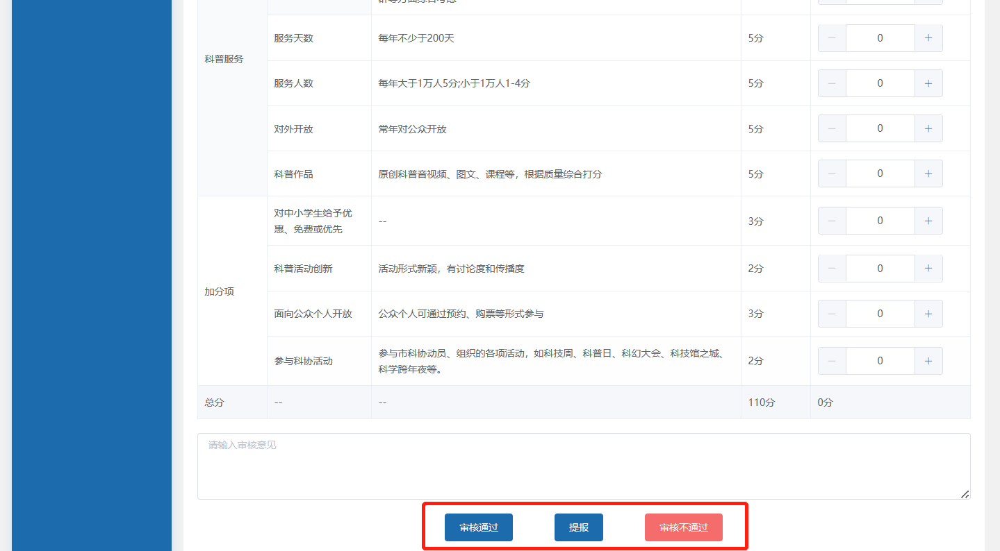 科普服务
服务天数
每年不少于200天
5分
0
服务人数
每年大于1万人5分;小于1万人1-4分
5分
0
对外开放
常年对公众开放
5分
0
科普作品
原创科普音视频、图文、课程等，根据质量综合打分
5分
0
加分项
对中小学生给予优
惠、免费或优先
--
3分
0
科普活动创新
活动形式新颖，有讨论度和传播度
2分
0
面向公众个人开放
公众个人可通过预约、购票等形式参与
3分
0
参与科协活动
参与市科协动员、组织的各项活动，如科技周、科普日、科幻大会、科技馆之城、
科学跨年夜等。
2分
0
总分
--
--
110分
0分
请输入审核意见
审核通过
提报
审核不通过